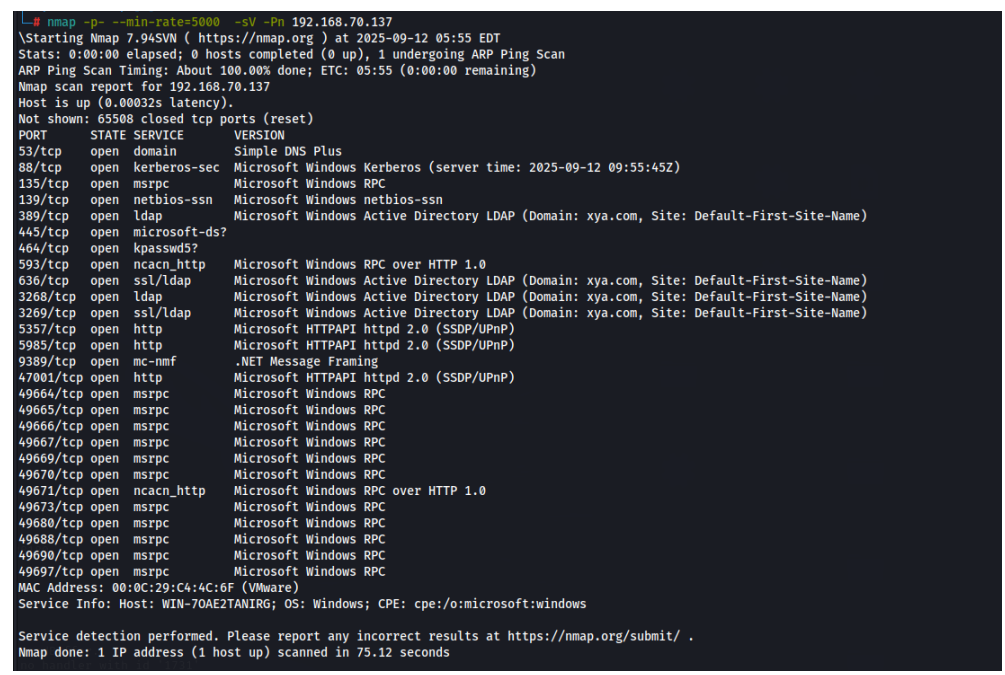 └─# nmap -p- --min-rate=5000  -sV -Pn 192.168.70.137
\Starting Nmap 7.94SVN ( https://nmap.org ) at 2025-09-12 05:55 EDT
Stats: 0:00:00 elapsed; 0 hosts completed (0 up), 1 undergoing ARP Ping Scan
ARP Ping Scan Timing: About 100.00% done; ETC: 05:55 (0:00:00 remaining)
Nmap scan report for 192.168.70.137
Host is up (0.00032s latency).
Not shown: 65508 closed tcp ports (reset)
PORT      STATE SERVICE       VERSION
53/tcp    open  domain        Simple DNS Plus
88/tcp    open  kerberos-sec  Microsoft Windows Kerberos (server time: 2025-09-12 09:55:45Z)
135/tcp   open  msrpc         Microsoft Windows RPC
139/tcp   open  netbios-ssn   Microsoft Windows netbios-ssn
389/tcp   open  ldap          Microsoft Windows Active Directory LDAP (Domain: xya.com, Site: Default-First-Site-Name)
445/tcp   open  microsoft-ds?
464/tcp   open  kpasswd5?
593/tcp   open  ncacn_http    Microsoft Windows RPC over HTTP 1.0
636/tcp   open  ssl/ldap      Microsoft Windows Active Directory LDAP (Domain: xya.com, Site: Default-First-Site-Name)
3268/tcp  open  ldap          Microsoft Windows Active Directory LDAP (Domain: xya.com, Site: Default-First-Site-Name)
3269/tcp  open  ssl/ldap      Microsoft Windows Active Directory LDAP (Domain: xya.com, Site: Default-First-Site-Name)
5357/tcp  open  http          Microsoft HTTPAPI httpd 2.0 (SSDP/UPnP)
5985/tcp  open  http          Microsoft HTTPAPI httpd 2.0 (SSDP/UPnP)
9389/tcp  open  mc-nmf        .NET Message Framing
47001/tcp open  http          Microsoft HTTPAPI httpd 2.0 (SSDP/UPnP)
49664/tcp open  msrpc         Microsoft Windows RPC
49665/tcp open  msrpc         Microsoft Windows RPC
49666/tcp open  msrpc         Microsoft Windows RPC
49667/tcp open  msrpc         Microsoft Windows RPC
49669/tcp open  msrpc         Microsoft Windows RPC
49670/tcp open  msrpc         Microsoft Windows RPC
49671/tcp open  ncacn_http    Microsoft Windows RPC over HTTP 1.0
49673/tcp open  msrpc         Microsoft Windows RPC
49680/tcp open  msrpc         Microsoft Windows RPC
49688/tcp open  msrpc         Microsoft Windows RPC
49690/tcp open  msrpc         Microsoft Windows RPC
49697/tcp open  msrpc         Microsoft Windows RPC
MAC Address: 00:0C:29:C4:4C:6F (VMware)
Service Info: Host: WIN-7OAE2TANIRG; OS: Windows; CPE: cpe:/o:microsoft:windows

Service detection performed. Please report any incorrect results at https://nmap.org/submit/ .
Nmap done: 1 IP address (1 host up) scanned in 75.12 seconds